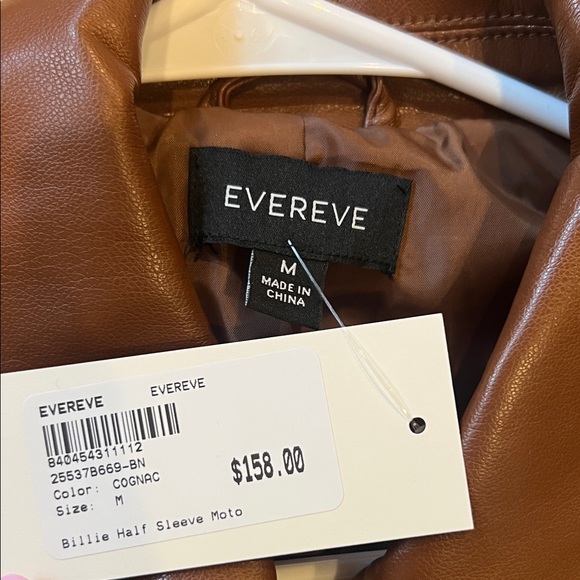 EVEREVE
M
MADE IN
CHINA
EVEREVE EVEREVE
840454311112
25537B669-BN
Color: COGNAC
Size: M
$158.00
Billie Half Sleeve Moto